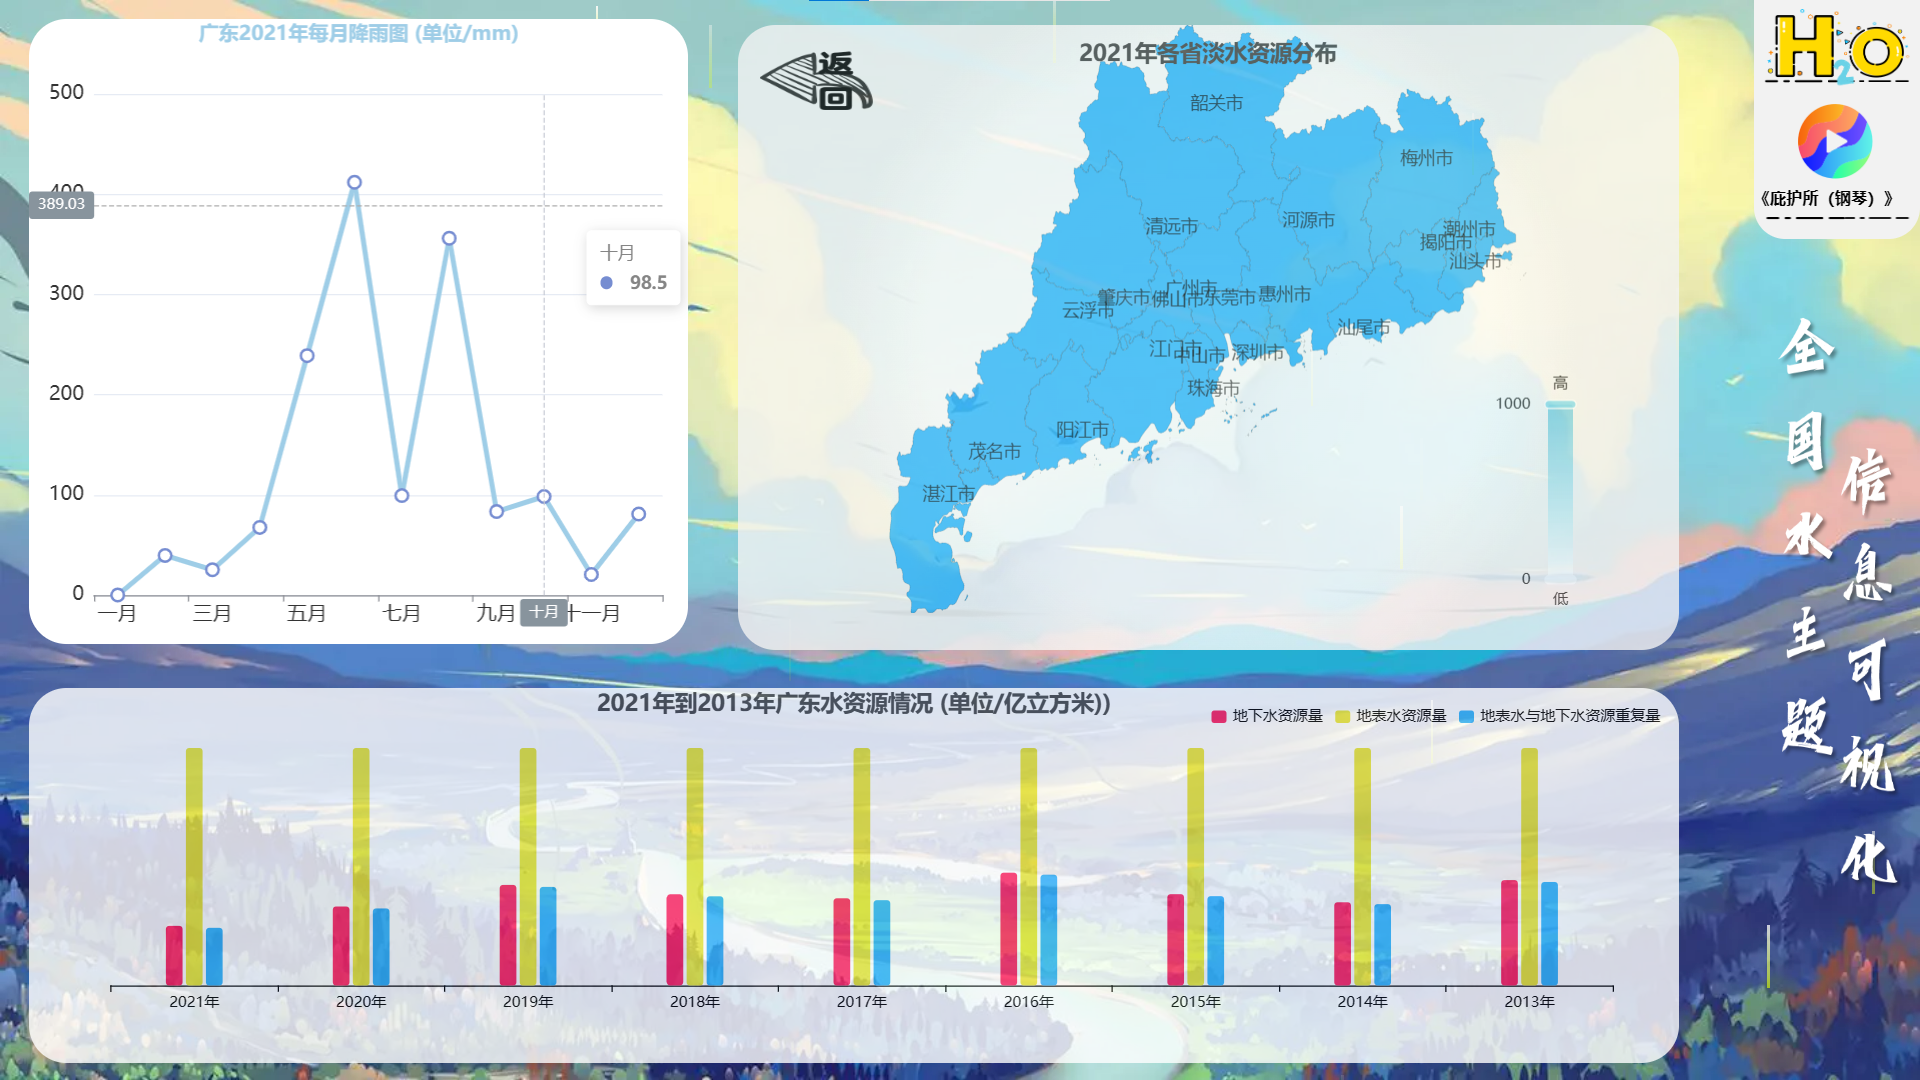 广东2021年每月降雨图 (单位/mm)
500
400
389.03
300
200
100
0
一月
三月
五月
七月
九月
十月
十一月
十月
98.5
返回
2021年各省淡水资源分布
韶关市
梅州市
清远市
河源市
潮州市
揭阳市
汕头市
广州市
肇庆市
佛山市
东莞市
惠州市
云浮市
汕尾市
江门市
中山市
深圳市
珠海市
阳江市
茂名市
湛江市
高
1000
0
低
H2O
《庇护所（钢琴）》
全国水主题
信息可视化
2021年到2013年广东水资源情况 (单位/亿立方米))
地下水资源量
地表水资源量
地表水与地下水资源重复量
2021年
2020年
2019年
2018年
2017年
2016年
2015年
2014年
2013年